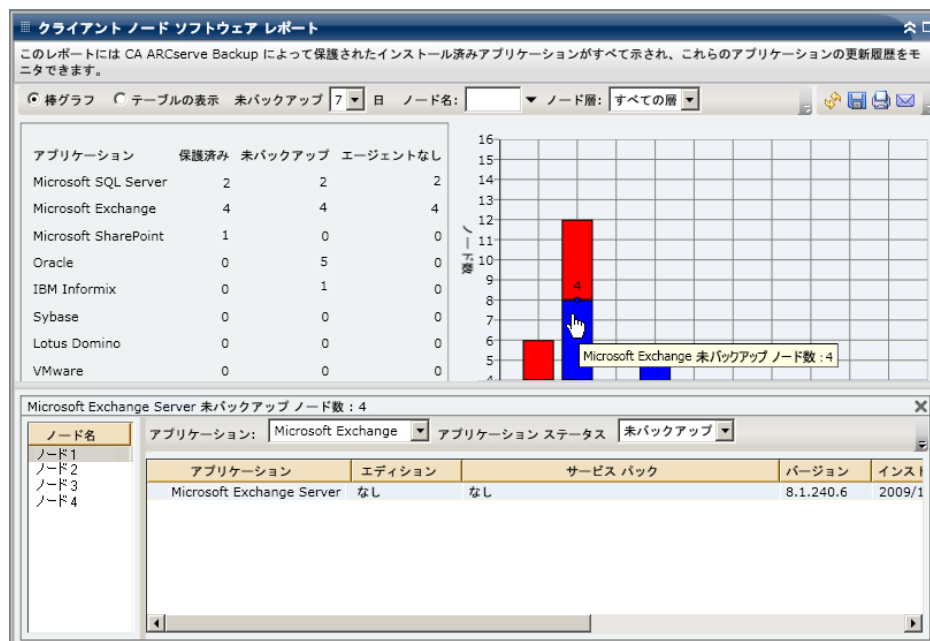 クライアント ノード ソフトウェア レポート
このレポートには CA ARCserve Backup によって保護されたインストール済みアプリケーションがすべて示され、これらのアプリケーションの更新履歴をモ
ニタできます。
棒グラフ テーブルの表示 未バックアップ 7 日 ノード名: ノード層: すべての層
アプリケーション 保護済み 未バックアップ エージェントなし
Microsoft SQL Server 2 2 2
Microsoft Exchange 4 4 4
Microsoft SharePoint 1 0 0
Oracle 0 5 0
IBM Informix 0 1 0
Sybase 0 0 0
Lotus Domino 0 0 0
VMware 0 0 0
ノード数
16
15
14
13
12
11
10
9
8
7
6
5
4
4
Microsoft Exchange 未バックアップ ノード数 : 4
Microsoft Exchange Server 未バックアップ ノード数 : 4
ノード名
ノード1
ノード2
ノード3
ノード4
アプリケーション: Microsoft Exchange アプリケーション ステータス 未バックアップ
アプリケーション エディション サービス パック バージョン インスト
Microsoft Exchange Server なし なし 8.1.240.6 2009/1